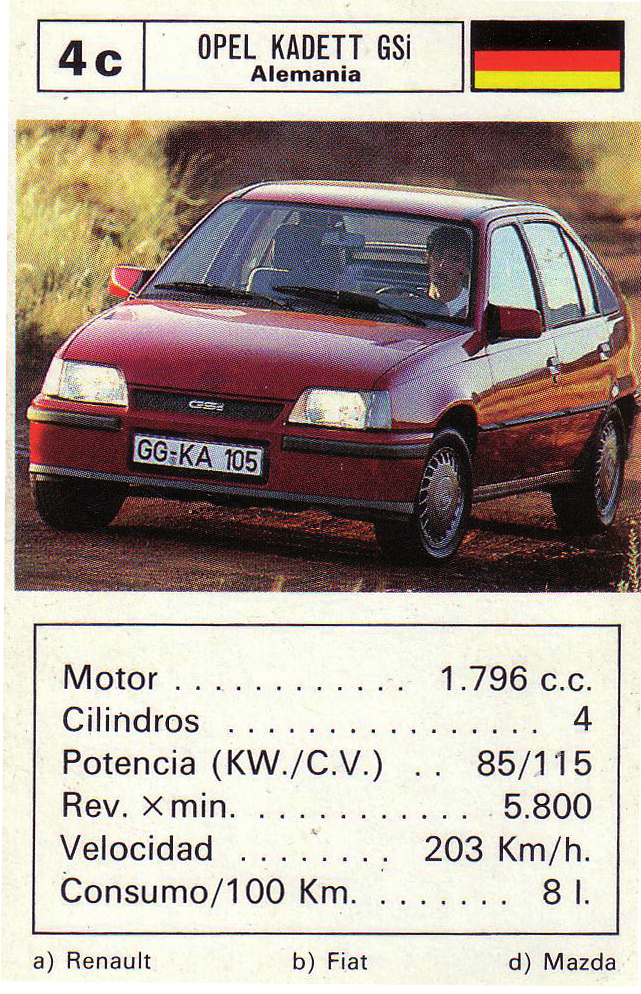 4c
OPEL KADETT GSi
Alemania
GSi
GG-KA 105
Motor . . . . . . . . . . . . 1.796 c.c.
Cilindros . . . . . . . . . . . . . . . . 4
Potencia (KW./C.V.) . . 85/115
Rev. × min. . . . . . . . . . . . . 5.800
Velocidad . . . . . . . . 203 Km/h.
Consumo/100 Km. . . . . . . . 8 l.
a) Renault b) Fiat d) Mazda